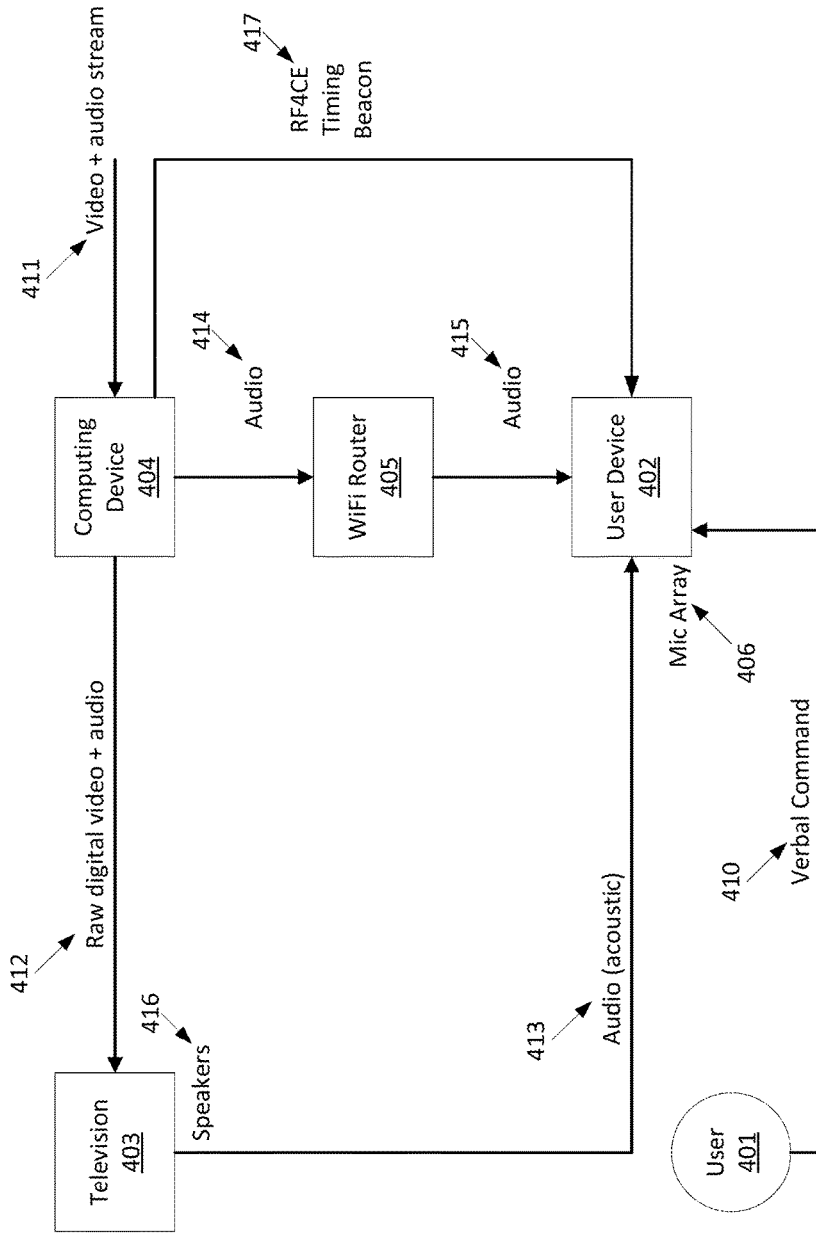 411
Video + audio stream
412
Raw digital video + audio
Television
403
416
Speakers
Computing
Device
404
414
Audio
417
RF4CE
Timing
Beacon
WiFi Router
405
415
Audio
413
Audio (acoustic)
User Device
402
Mic Array
406
410
Verbal Command
User
401